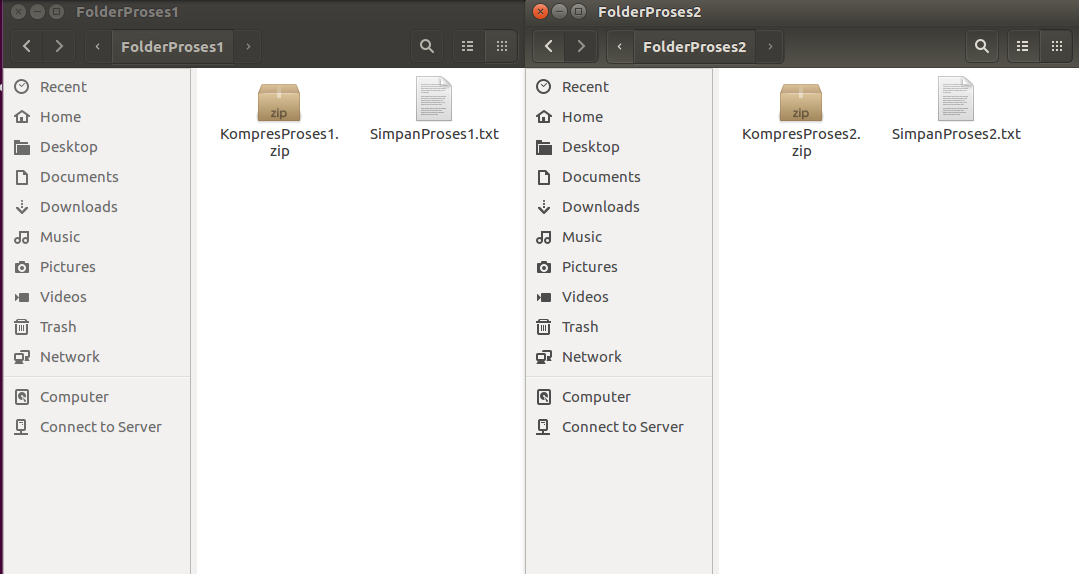 FolderProses1
FolderProses1
Recent
Home
Desktop
Documents
Downloads
Music
Pictures
Videos
Trash
Network
Computer
Connect to Server
zip
KompresProses1.
zip
SimpanProses1.txt
FolderProses2
FolderProses2
Recent
Home
Desktop
Documents
Downloads
Music
Pictures
Videos
Trash
Network
Computer
Connect to Server
zip
KompresProses2.
zip
SimpanProses2.txt